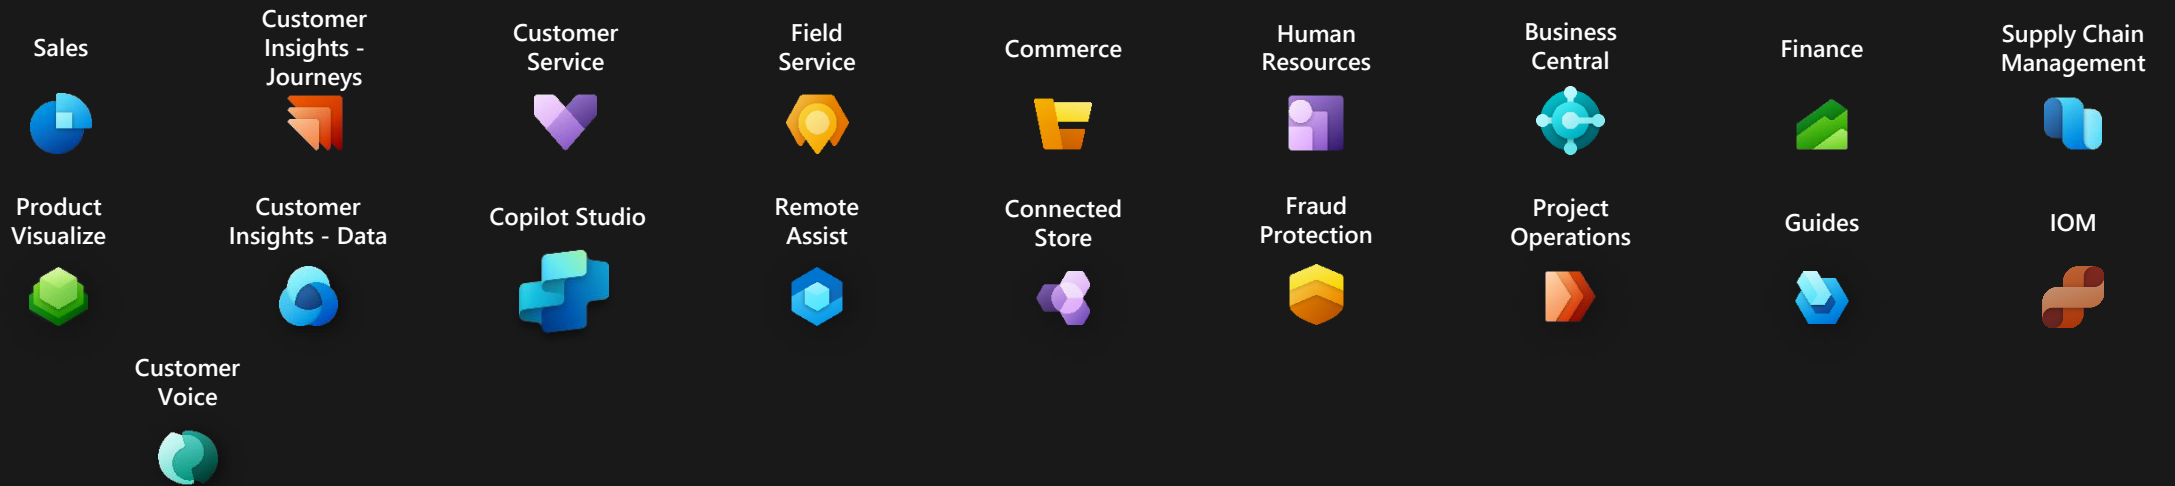 Sales
Customer
Insights -
Journeys
Customer
Service
Field
Service
Commerce
Human
Resources
Business
Central
Finance
Supply Chain
Management
Product
Visualize
Customer
Insights - Data
Copilot Studio
Remote
Assist
Connected
Store
Fraud
Protection
Project
Operations
Guides
IOM
Customer
Voice